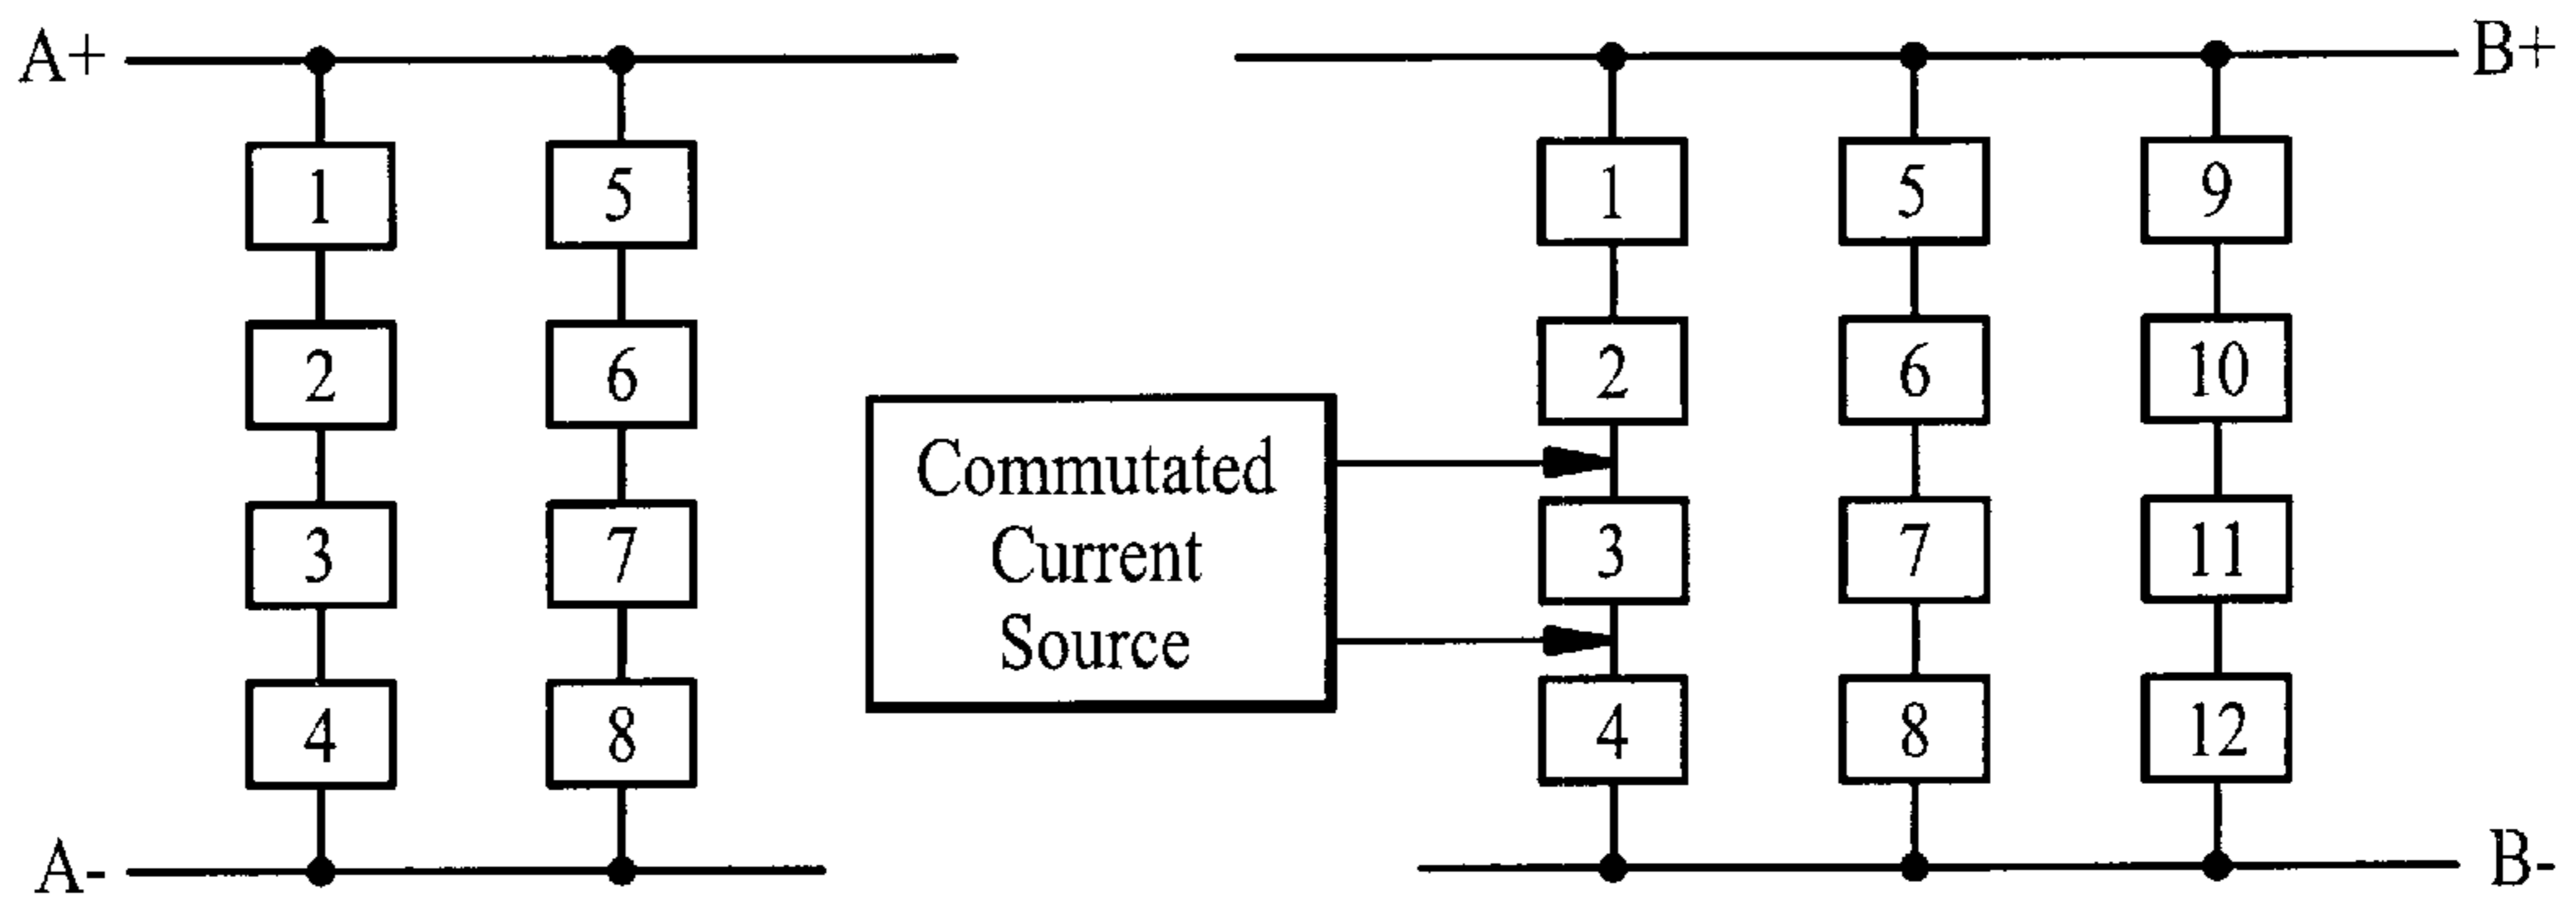 A+ B+
1 5 1 5 9
2 6 2 6 10
Commutated
Current
Source
3 7 3 7 11
4 8 4 8 12
A- B-